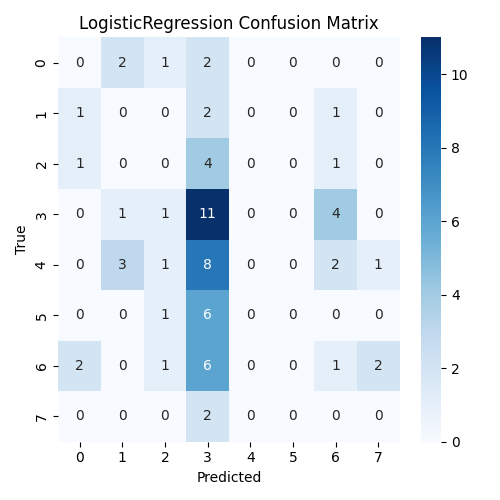 LogisticRegression Confusion Matrix
True
0 0 2 1 2 0 0 0 0
1 1 0 0 2 0 0 1 0
2 1 0 0 4 0 0 1 0
3 0 1 1 11 0 0 4 0
4 0 3 1 8 0 0 2 1
5 0 0 1 6 0 0 0 0
6 2 0 1 6 0 0 1 2
7 0 0 0 2 0 0 0 0
0 1 2 3 4 5 6 7
Predicted
10
8
6
4
2
0